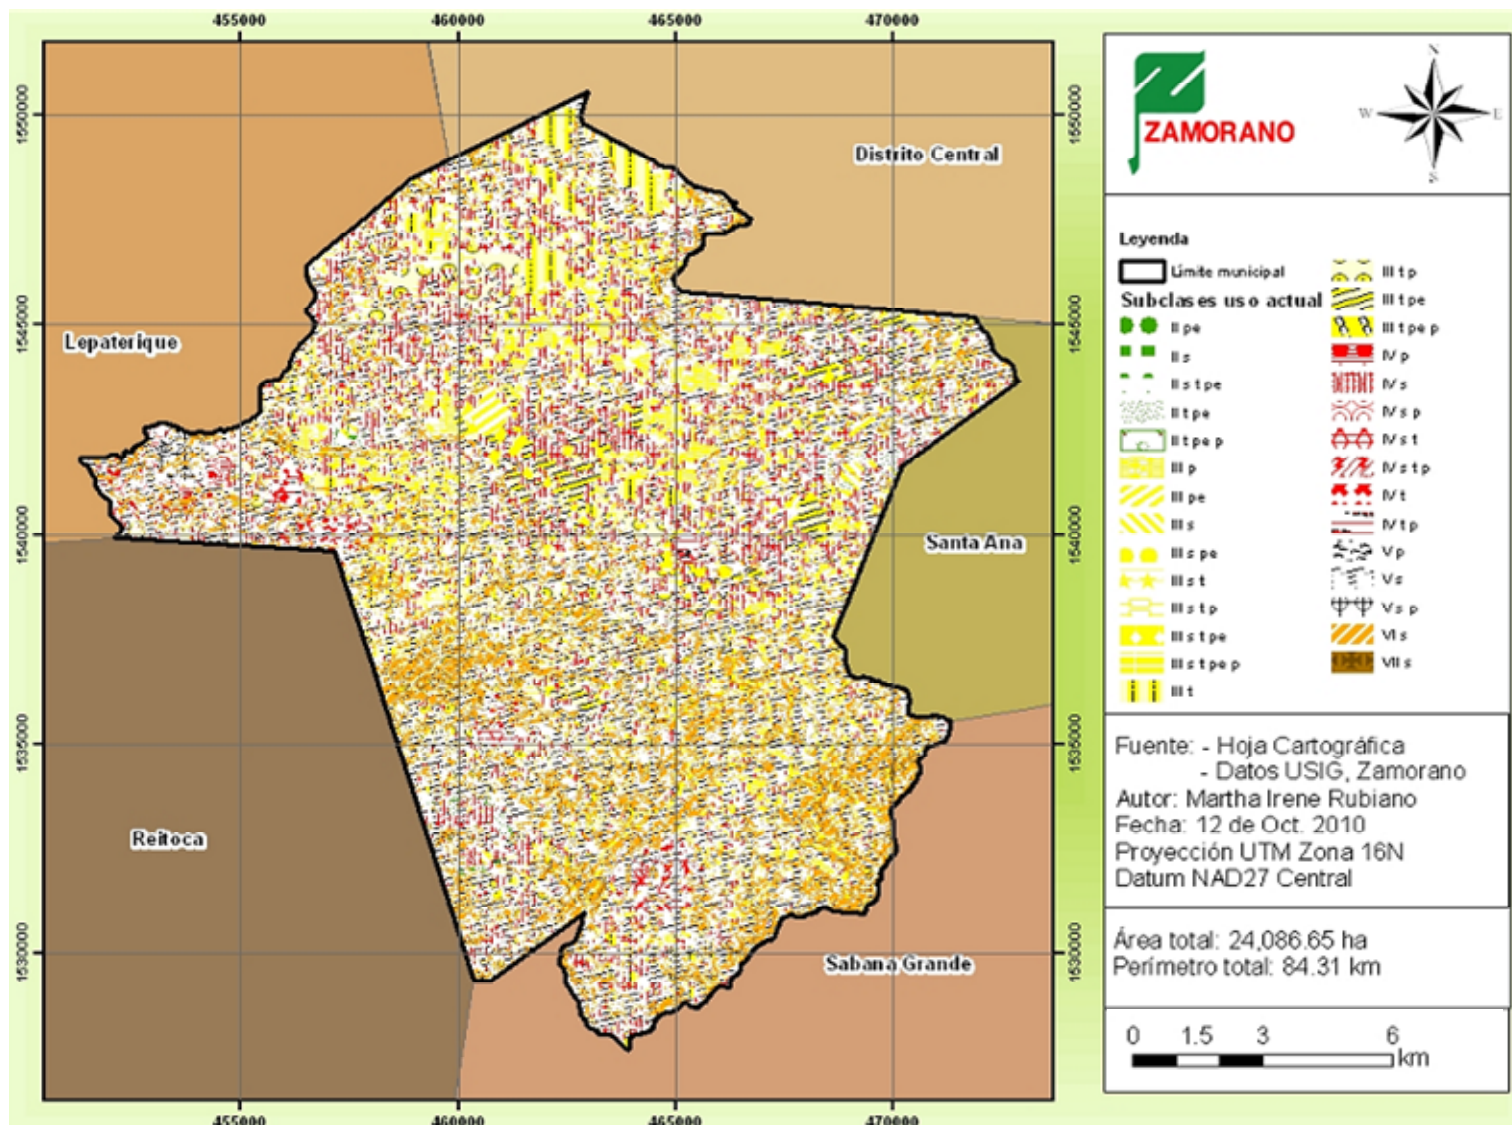 455000 460000 465000 470000
1550000
1545000
1540000
1535000
1530000
Distrito Central
Lepaterique
Santa Ana
Reitoca
Sabana Grande
1550000
1545000
1540000
1535000
1530000
455000 460000 465000 470000
ZAMORANO
N
W E
S
Leyenda
Límite municipal
Subclases uso actual
II pe
II s
II s t pe
II t pe
II t pe p
III p
III pe
III s
III s pe
III s t
III s t p
III s t pe
III s t pe p
III t
III t p
III t pe
III t pe p
IV p
IV s
IV s p
IV s t
IV s t p
IV t
IV t p
V p
V s
V s p
VI s
VII s
Fuente: - Hoja Cartográfica
- Datos USIG, Zamorano
Autor: Martha Irene Rubiano
Fecha: 12 de Oct. 2010
Proyección UTM Zona 16N
Datum NAD27 Central
Área total: 24,086.65 ha
Perímetro total: 84.31 km
0 1.5 3 6
km